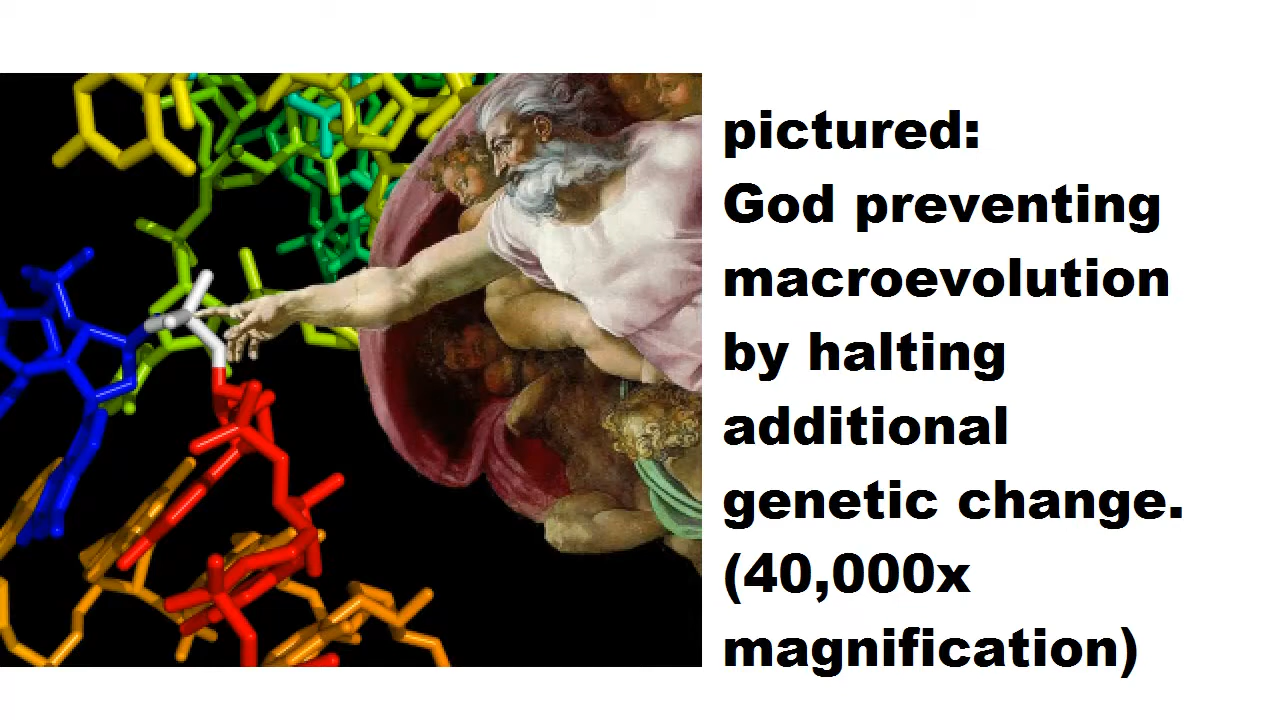 pictured:
God preventing
macroevolution
by halting
additional
genetic change.
(40,000x
magnification)